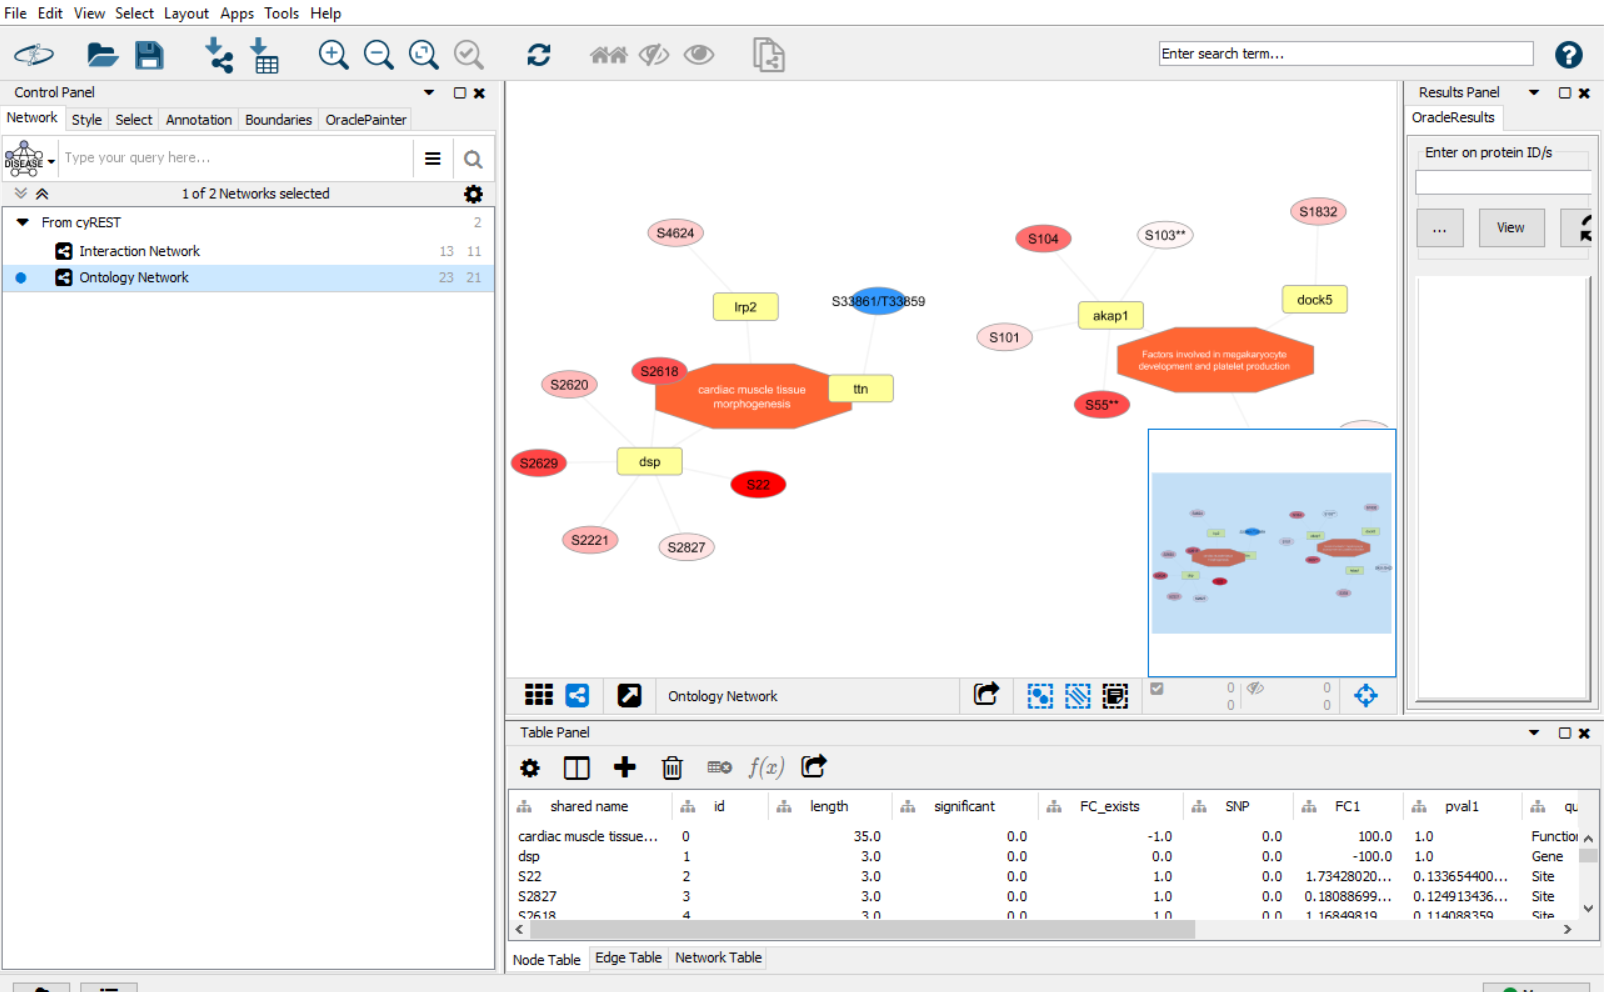 File Edit View Select Layout Apps Tools Help
Enter search term...
Control Panel
Network Style Select Annotation Boundaries OraclePainter
DISEASE Type your query here...
1 of 2 Networks selected
From cyREST 2
Interaction Network 13 11
Ontology Network 23 21
S4624
S104
S103**
S1832
lrp2
S33861/T33859
akap1
dock5
S101
Factors involved in megakaryocyte
development and platelet production
S2620
S2618
cardiac muscle tissue
morphogenesis
ttn
S55**
S2629
dsp
S22
S2221
S2827
Ontology Network
0 0
0 0
Results Panel
OracleResults
Enter on protein ID/s
... View
Table Panel
f(x)
shared name id length significant FC_exists SNP FC1 pval1 qu
cardiac muscle tissue... 0 35.0 0.0 -1.0 0.0 100.0 1.0 Function
dsp 1 3.0 0.0 0.0 0.0 -100.0 1.0 Gene
S22 2 3.0 0.0 1.0 0.0 1.73428020... 0.133654400... Site
S2827 3 3.0 0.0 1.0 0.0 0.18088699... 0.124913436... Site
S2618 4 3.0 0.0 1.0 0.0 1.16849819 0.114088359 Site
Node Table Edge Table Network Table